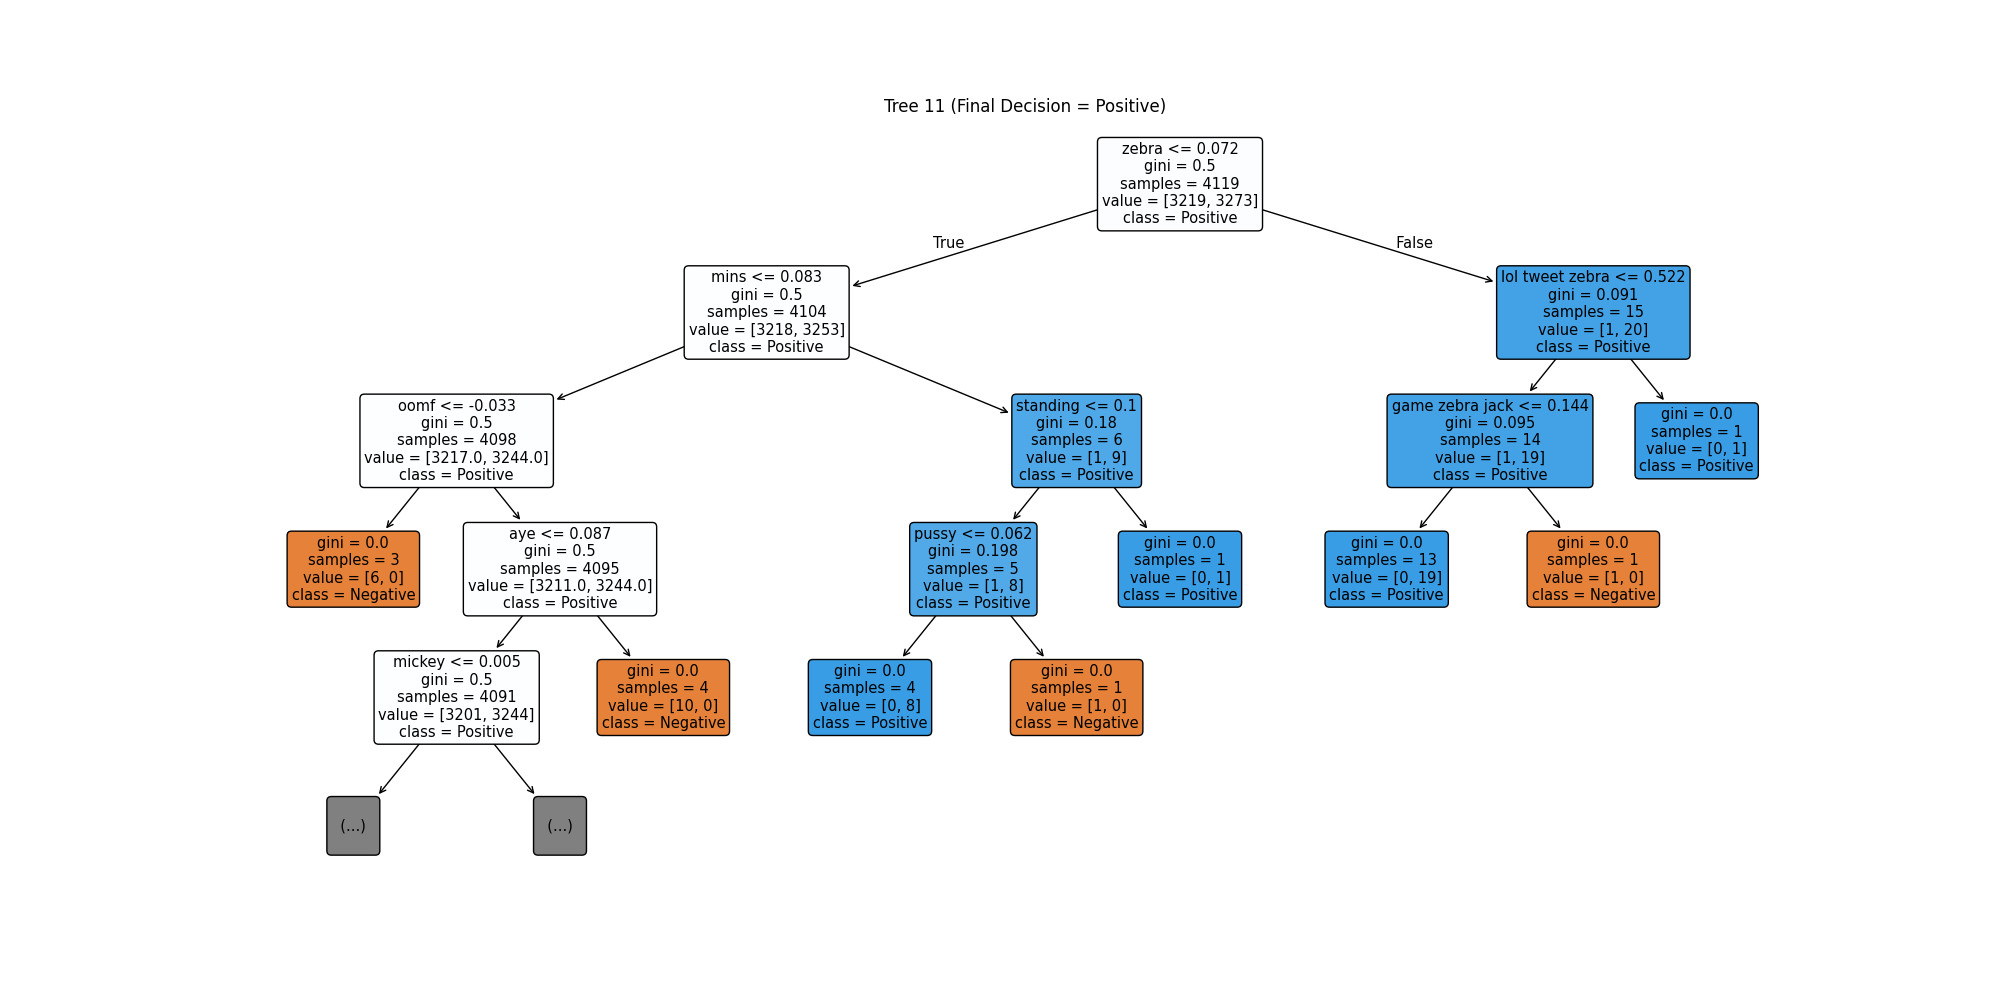 Tree 11 (Final Decision = Positive)
zebra <= 0.072
gini = 0.5
samples = 4119
value = [3219, 3273]
class = Positive
True
False
mins <= 0.083
gini = 0.5
samples = 4104
value = [3218, 3253]
class = Positive
lol tweet zebra <= 0.522
gini = 0.091
samples = 15
value = [1, 20]
class = Positive
oomf <= -0.033
gini = 0.5
samples = 4098
value = [3217.0, 3244.0]
class = Positive
standing <= 0.1
gini = 0.18
samples = 6
value = [1, 9]
class = Positive
game zebra jack <= 0.144
gini = 0.095
samples = 14
value = [1, 19]
class = Positive
gini = 0.0
samples = 1
value = [0, 1]
class = Positive
gini = 0.0
samples = 3
value = [6, 0]
class = Negative
aye <= 0.087
gini = 0.5
samples = 4095
value = [3211.0, 3244.0]
class = Positive
pussy <= 0.062
gini = 0.198
samples = 5
value = [1, 8]
class = Positive
gini = 0.0
samples = 1
value = [0, 1]
class = Positive
gini = 0.0
samples = 13
value = [0, 19]
class = Positive
gini = 0.0
samples = 1
value = [1, 0]
class = Negative
mickey <= 0.005
gini = 0.5
samples = 4091
value = [3201, 3244]
class = Positive
gini = 0.0
samples = 4
value = [10, 0]
class = Negative
gini = 0.0
samples = 4
value = [0, 8]
class = Positive
gini = 0.0
samples = 1
value = [1, 0]
class = Negative
(...)
(...)